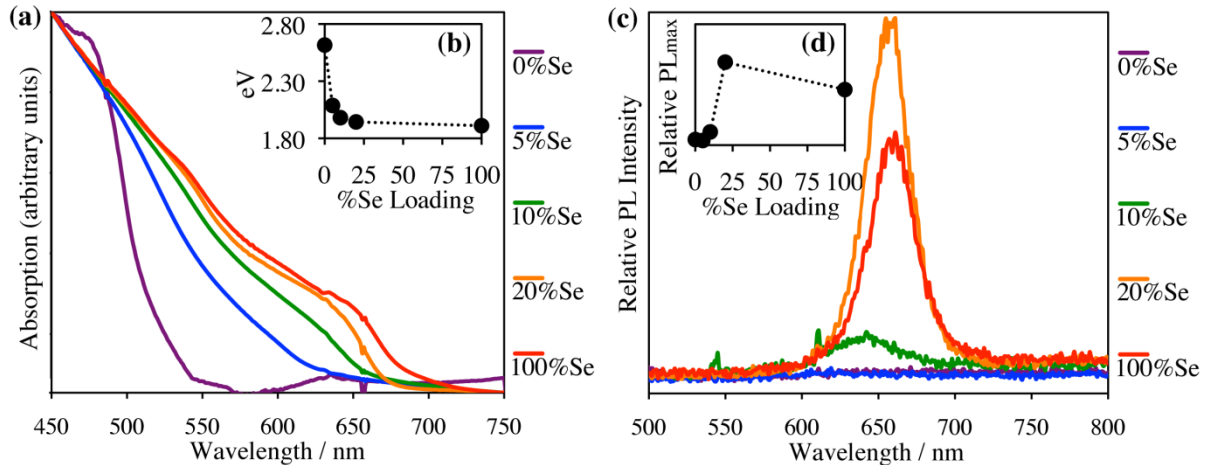 (a)
Absorption (arbitrary units)
450 500 550 600 650 700 750
Wavelength / nm
(b)
eV
2.80
2.30
1.80
0 25 50 75 100
%Se Loading
0%Se
5%Se
10%Se
20%Se
100%Se
(c)
Relative PL Intensity
500 600 700 800
Wavelength / nm
(d)
Relative PLmax
0 25 50 75 100
%Se Loading
0%Se
5%Se
10%Se
20%Se
100%Se